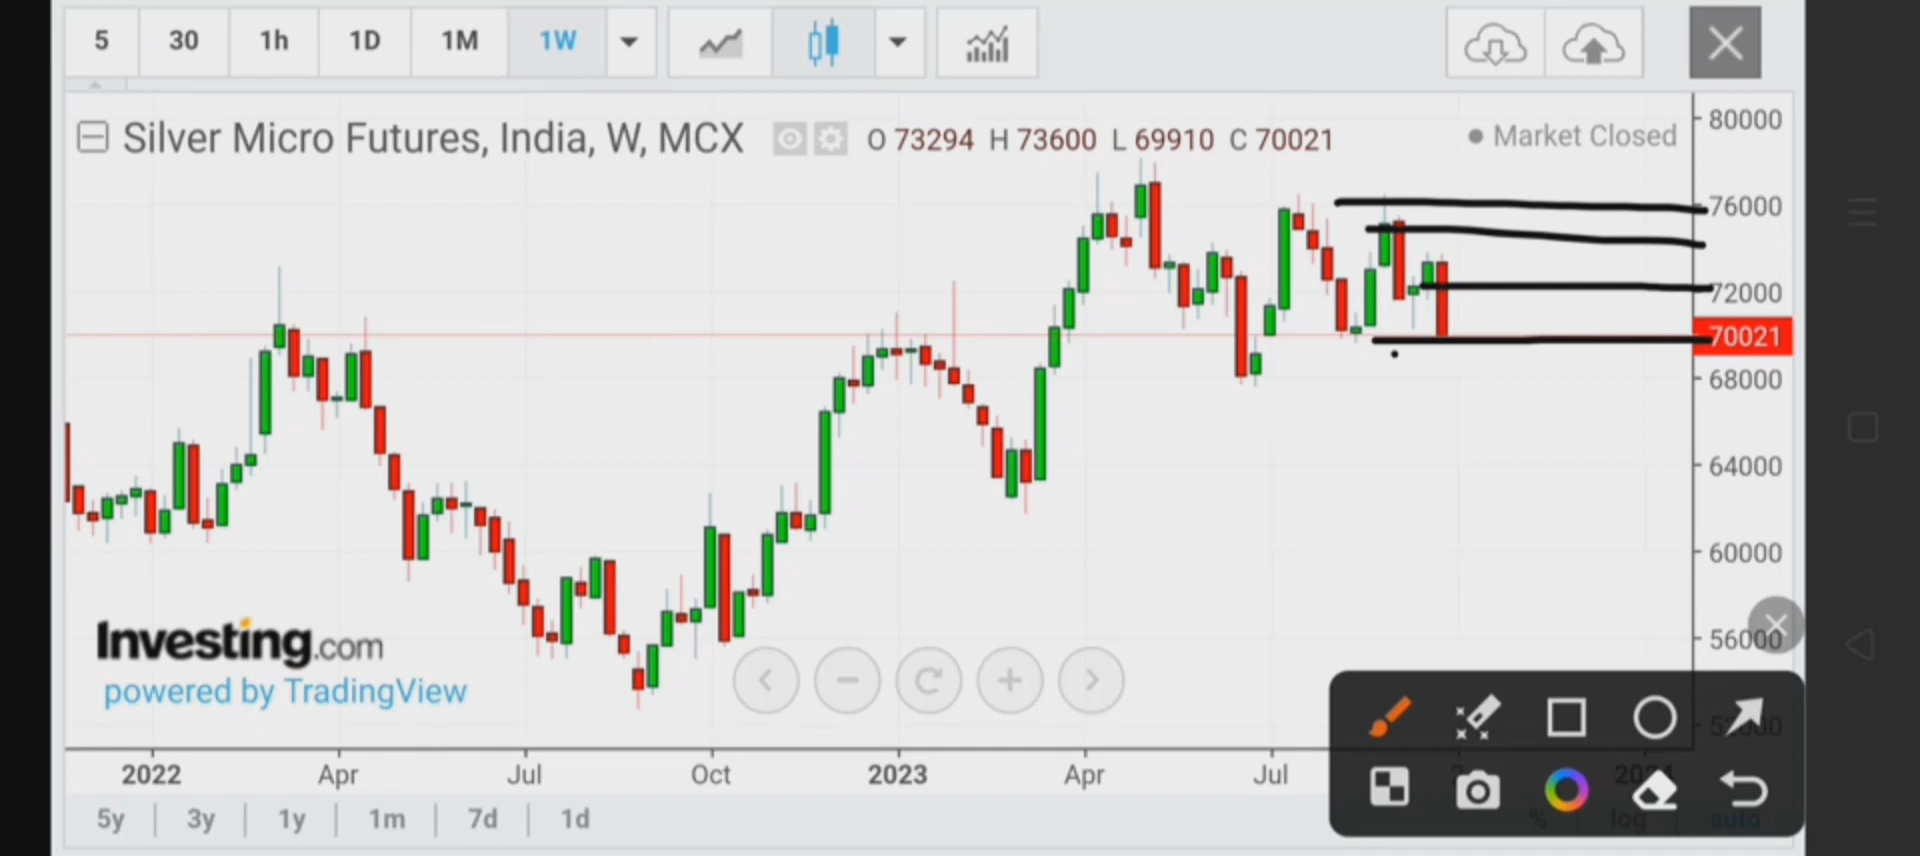 5 30 1h 1D 1M 1W
Silver Micro Futures, India, W, MCX O 73294 H 73600 L 69910 C 70021 Market Closed
80000
76000
72000
70021
68000
64000
60000
56000
Investing.com
powered by TradingView
2022 Apr Jul Oct 2023 Apr Jul
5y 3y 1y 1m 7d 1d % log auto